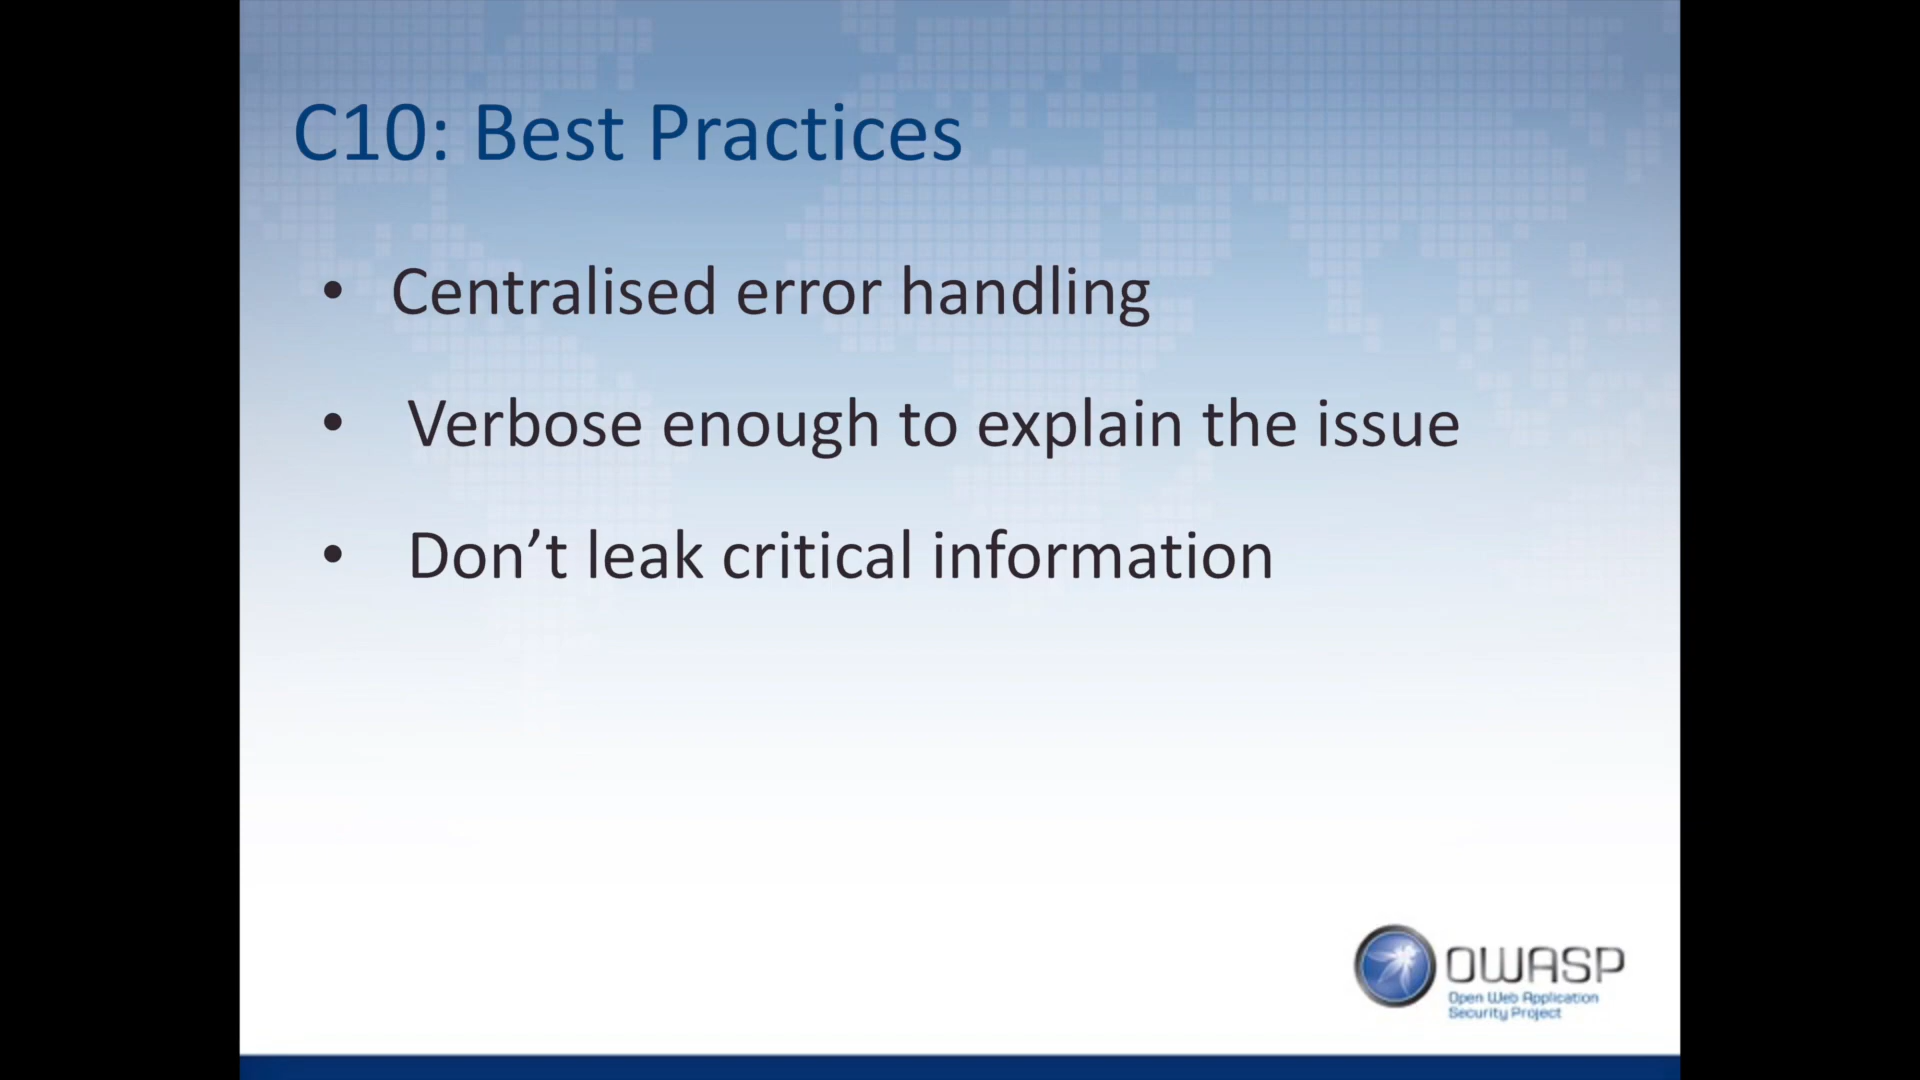 C10: Best Practices
• Centralised error handling
• Verbose enough to explain the issue
• Don’t leak critical information
OWASP
Open Web Application
Security Project